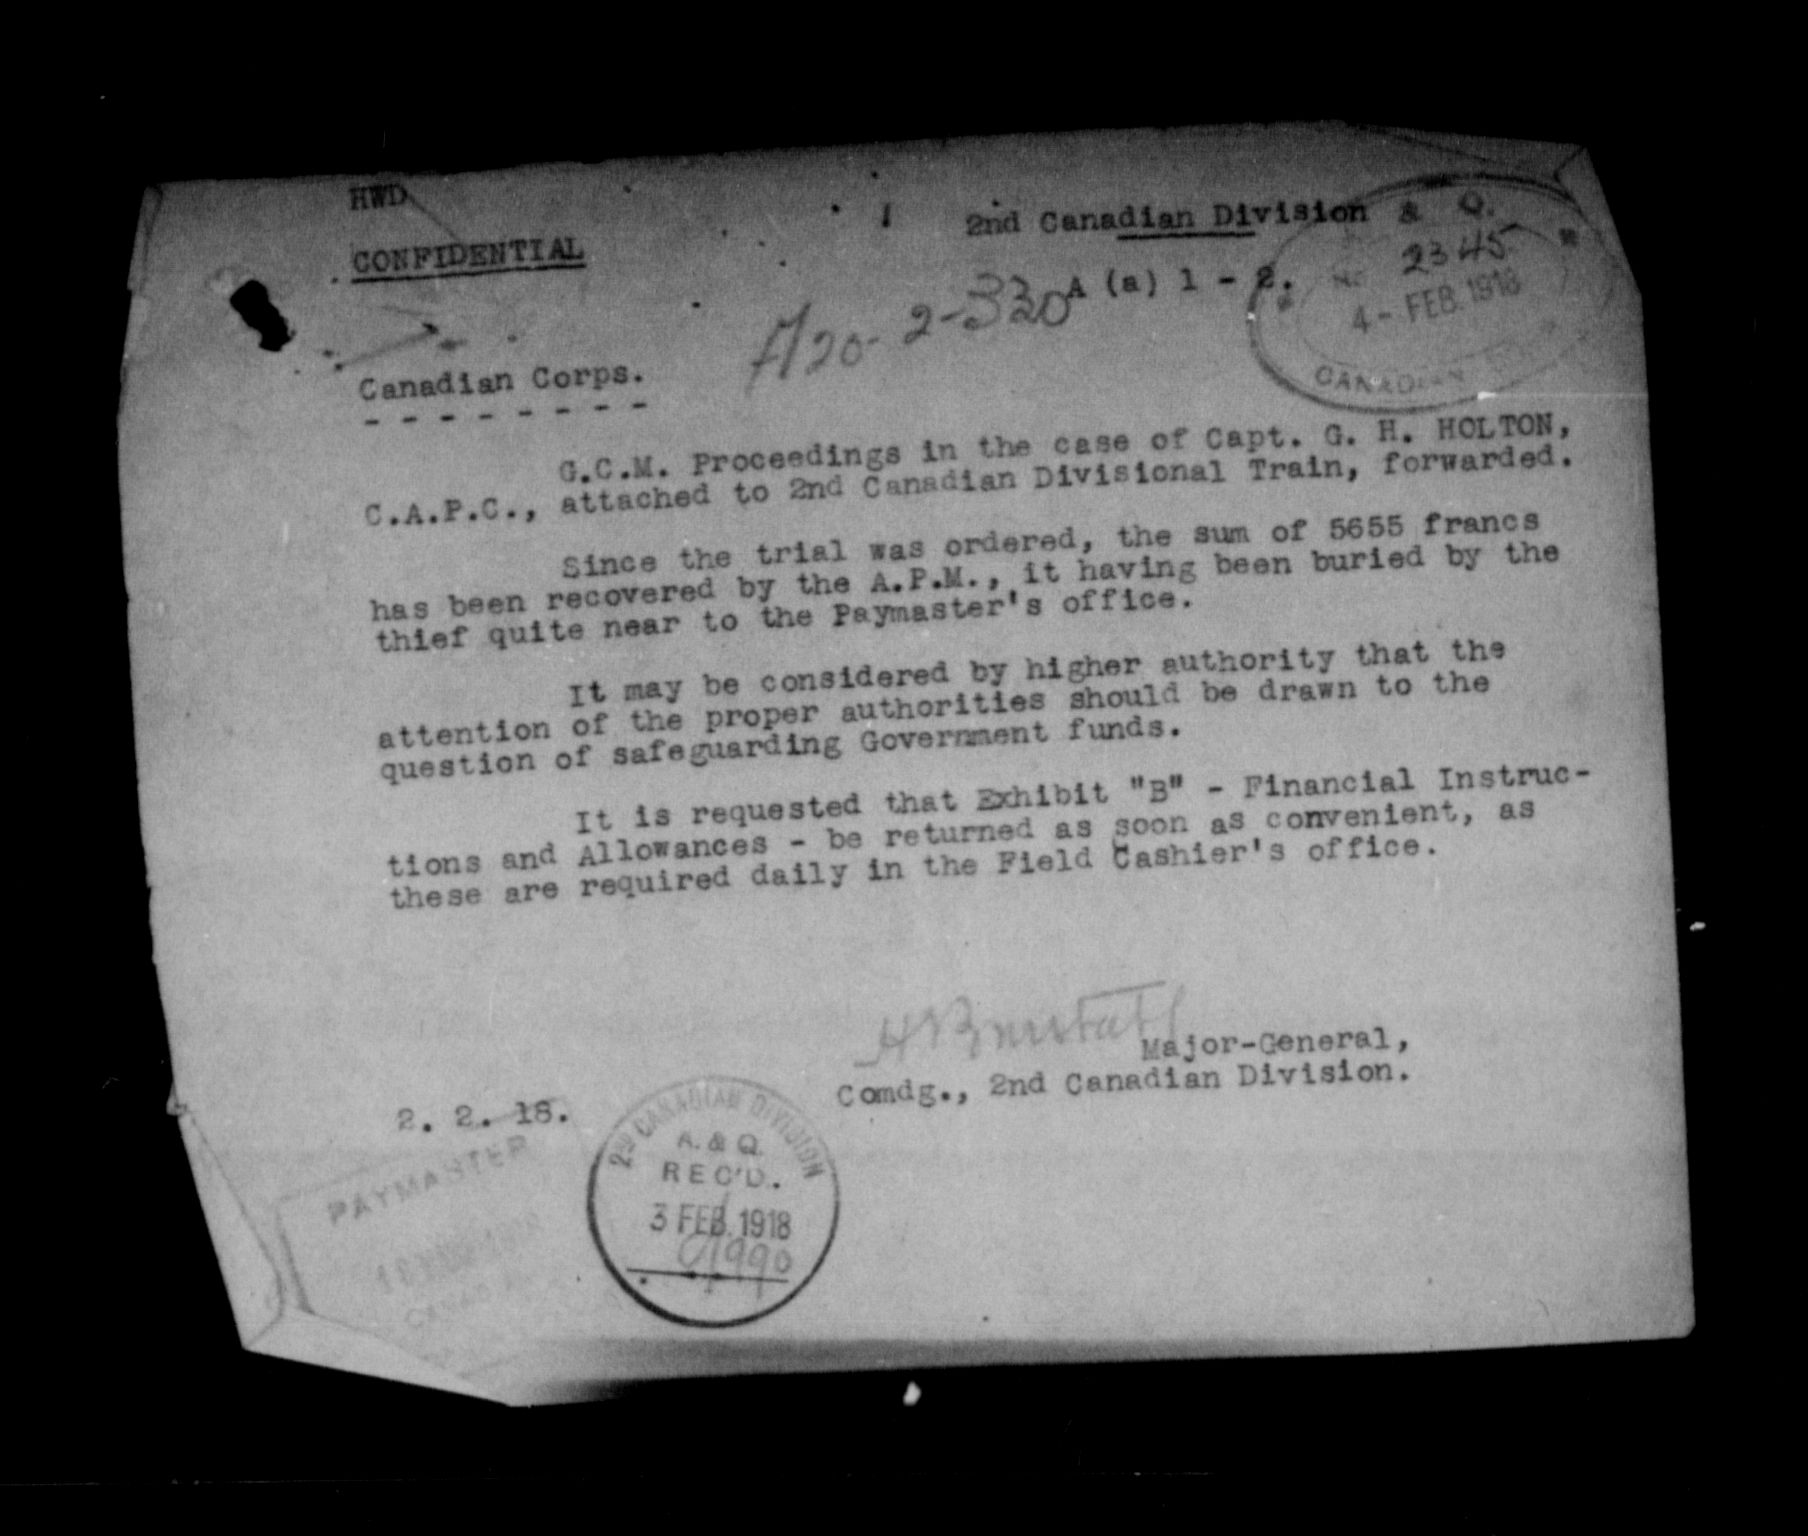 HWD
2nd Canadian Division
CONFIDENTIAL
A (a) 1 - 2.
A20-2-330
& Q.
No 2345
4 - FEB. 1918
CANADIAN
Canadian Corps.
- - - - - - - -
G.C.M. Proceedings in the case of Capt. G. H. HOLTON,
C.A.P.C., attached to 2nd Canadian Divisional Train, forwarded.
Since the trial was ordered, the sum of 5655 francs
has been recovered by the A.P.M., it having been buried by the
thief quite near to the Paymaster's office.
It may be considered by higher authority that the
attention of the proper authorities should be drawn to the
question of safeguarding Government funds.
It is requested that Exhibit "B" - Financial Instruc-
tions and Allowances - be returned as soon as convenient, as
these are required daily in the Field Cashier's office.
Major-General,
Comdg., 2nd Canadian Division.
2. 2. 18.
PAYMASTER
2ND CANADIAN DIVISION
A. & Q.
REC'D.
3 FEB. 1918